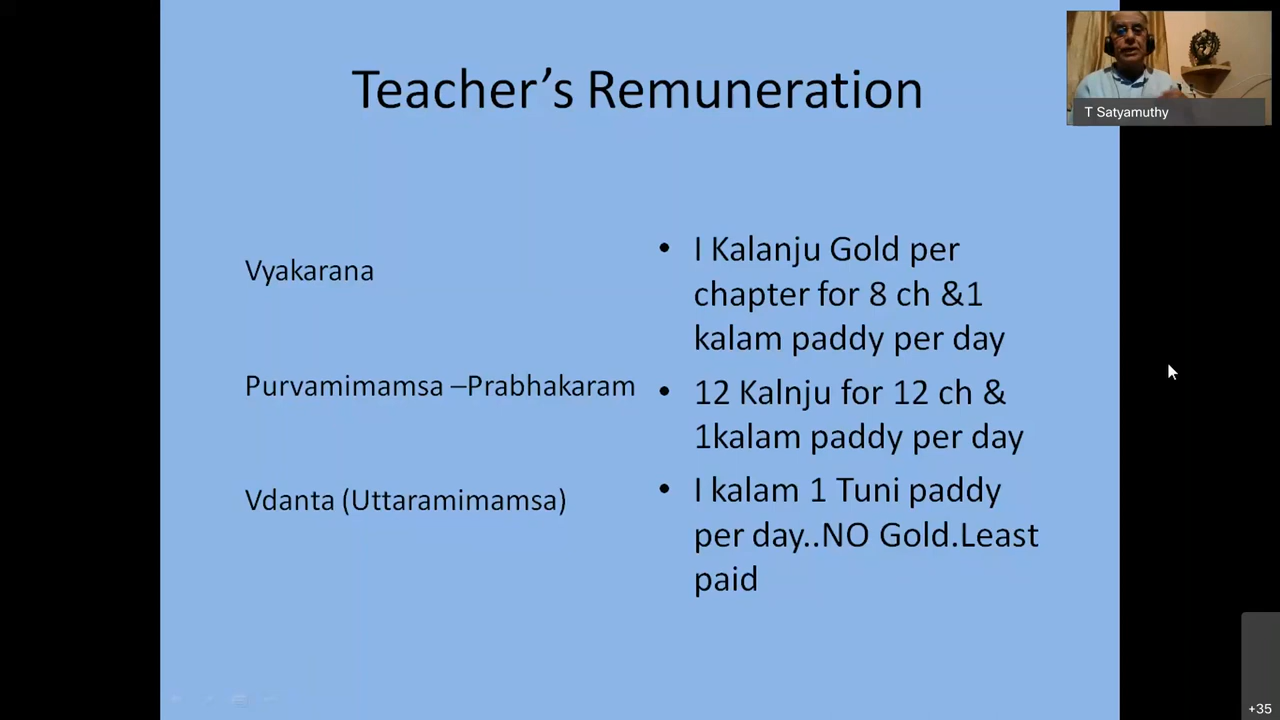 Teacher’s Remuneration
T Satyamuthy
Vyakarana
• I Kalanju Gold per
chapter for 8 ch &1
kalam paddy per day
Purvamimamsa –Prabhakaram
• 12 Kalnju for 12 ch &
1kalam paddy per day
Vdanta (Uttaramimamsa)
• I kalam 1 Tuni paddy
per day..NO Gold.Least
paid
+35